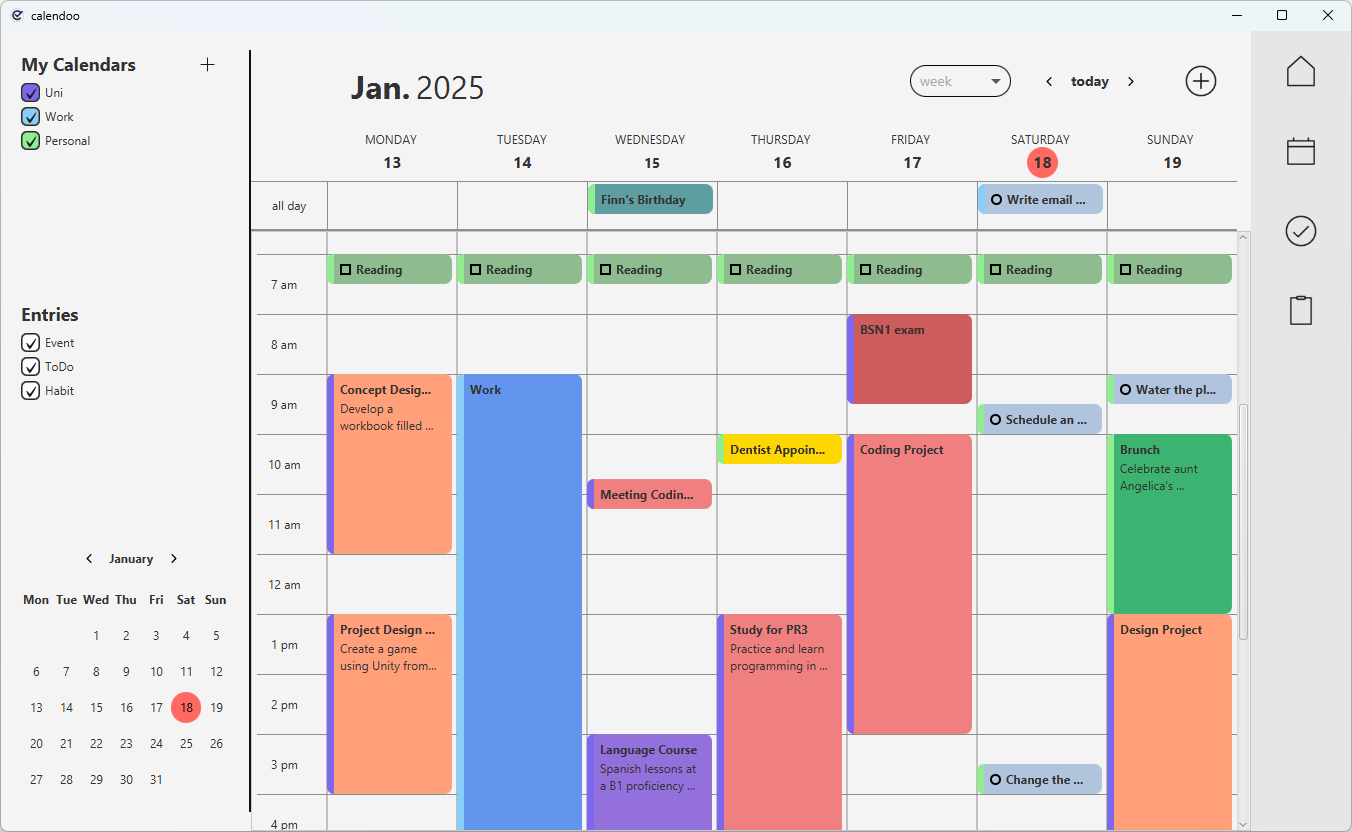 calendoo
My Calendars
Uni
Work
Personal
Entries
Event
ToDo
Habit
January
Mon Tue Wed Thu Fri Sat Sun
1 2 3 4 5
6 7 8 9 10 11 12
13 14 15 16 17 18 19
20 21 22 23 24 25 26
27 28 29 30 31
Jan. 2025
week
today
MONDAY TUESDAY WEDNESDAY THURSDAY FRIDAY SATURDAY SUNDAY
13 14 15 16 17 18 19
all day
Finn's Birthday
Write email ...
7 am
Reading
Reading
Reading
Reading
Reading
Reading
Reading
8 am
BSN1 exam
9 am
Concept Desig...
Develop a
workbook filled ...
Work
Schedule an ...
Water the pl...
10 am
Meeting Codin...
Dentist Appoin...
Coding Project
Brunch
Celebrate aunt
Angelica's ...
11 am
12 am
1 pm
Project Design ...
Create a game
using Unity from...
Study for PR3
Practice and learn
programming in ...
Design Project
2 pm
3 pm
Language Course
Spanish lessons at
a B1 proficiency ...
Change the ...
4 pm